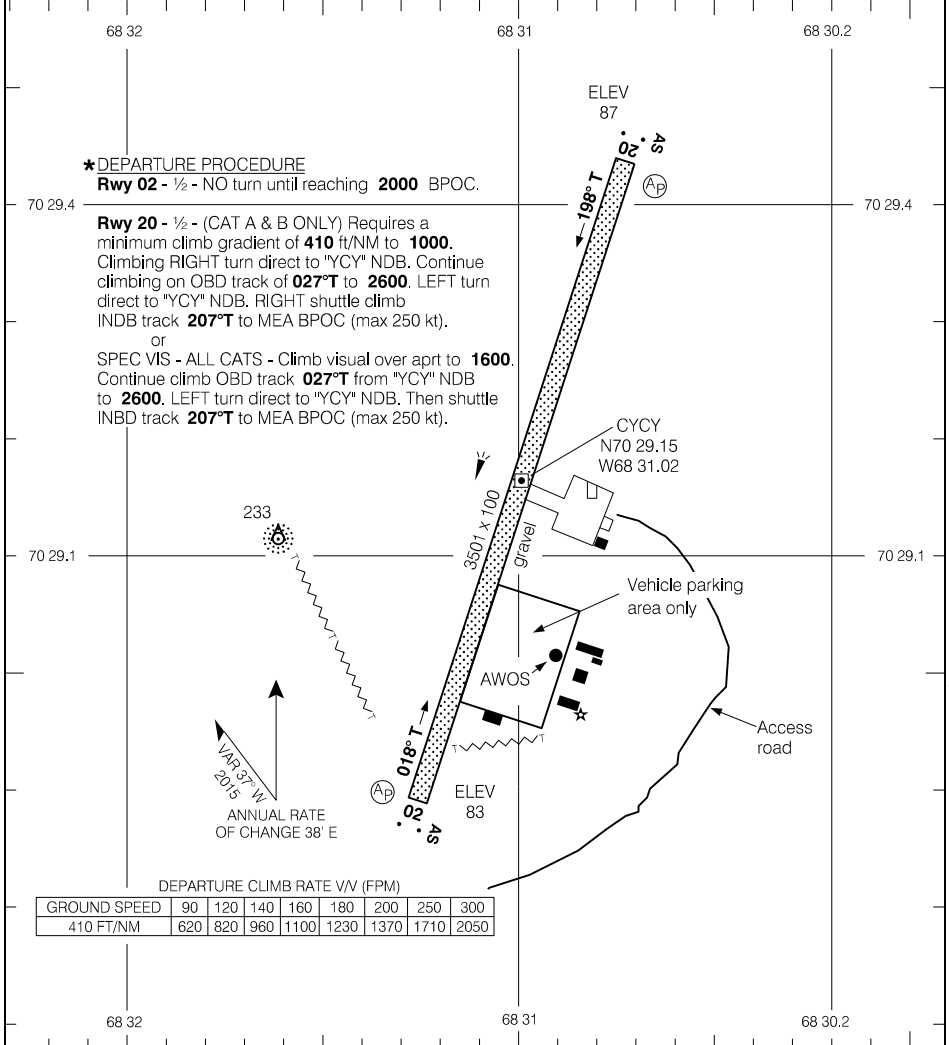 68 32
68 31
68 30.2
ELEV
87
AS
20
AP
198° T
* DEPARTURE PROCEDURE
Rwy 02 - ½ - NO turn until reaching 2000 BPOC.
70 29.4
70 29.4
Rwy 20 - ½ - (CAT A & B ONLY) Requires a
minimum climb gradient of 410 ft/NM to 1000.
Climbing RIGHT turn direct to "YCY" NDB. Continue
climbing on OBD track of 027°T to 2600. LEFT turn
direct to "YCY" NDB. RIGHT shuttle climb
INDB track 207°T to MEA BPOC (max 250 kt).
or
SPEC VIS - ALL CATS - Climb visual over aprt to 1600.
Continue climb OBD track 027°T from "YCY" NDB
to 2600. LEFT turn direct to "YCY" NDB. Then shuttle
INBD track 207°T to MEA BPOC (max 250 kt).
CYCY
N70 29.15
W68 31.02
233
3501 x 100
gravel
70 29.1
70 29.1
T
Vehicle parking
area only
AWOS
T
018° T
T
T
Access
road
VAR 37° W
2015
AP
02
AS
ELEV
83
ANNUAL RATE
OF CHANGE 38' E
DEPARTURE CLIMB RATE V/V (FPM)
GROUND SPEED 90 120 140 160 180 200 250 300
410 FT/NM 620 820 960 1100 1230 1370 1710 2050
68 32
68 31
68 30.2